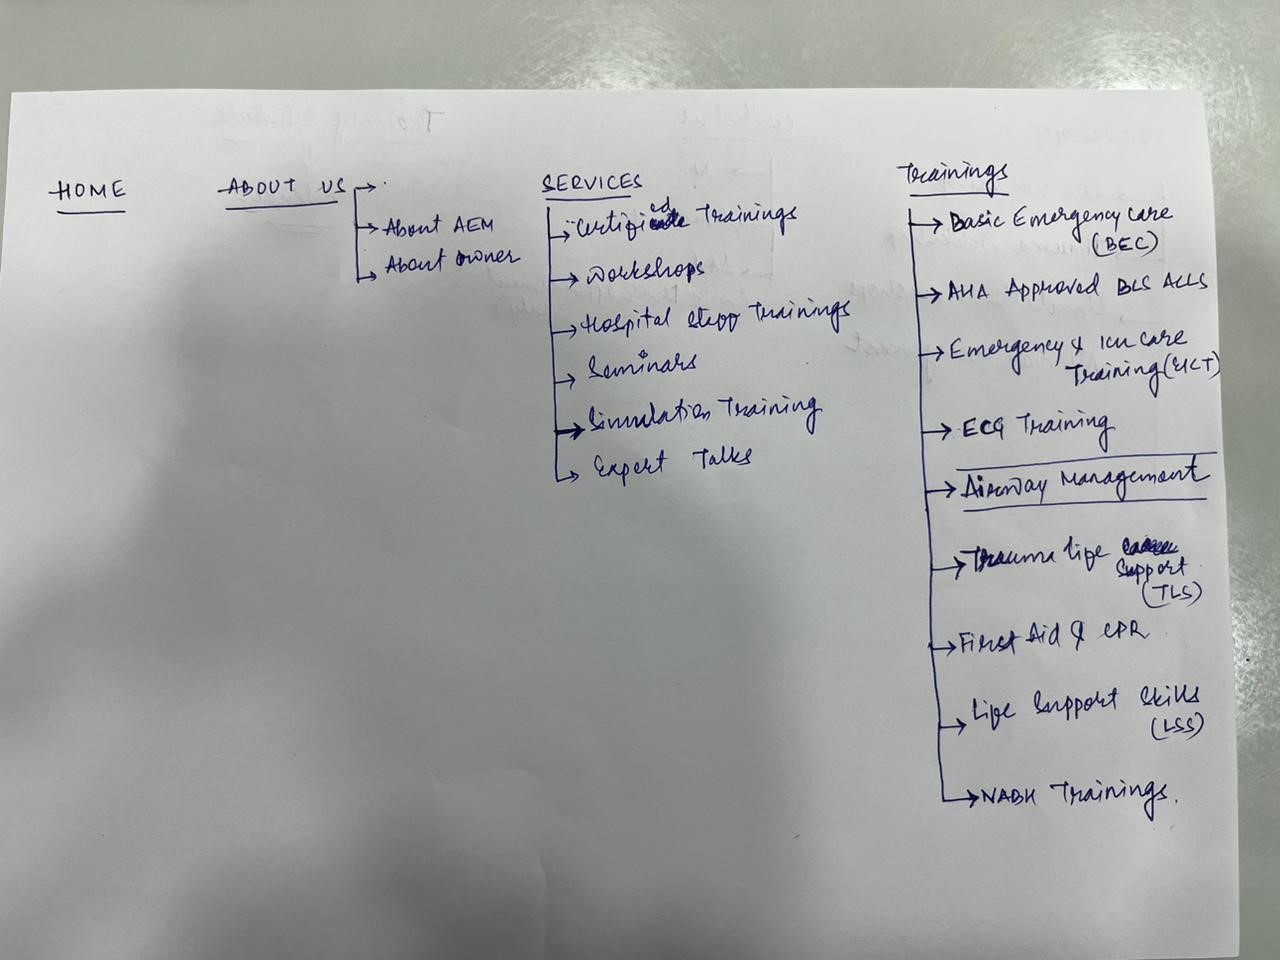 HOME
ABOUT US
About AEM
About Owner
SERVICES
Certified Trainings
Workshops
Hospital Staff Trainings
Seminars
Simulation Training
Expert Talks
Trainings
Basic Emergency Care
(BEC)
AHA Approved BLS ACLS
Emergency & ICU Care
Training (EICT)
ECG Training
Airway Management
Trauma Life
Support
(TLS)
First Aid & CPR
Life Support Skills
(LSS)
NABH Trainings.